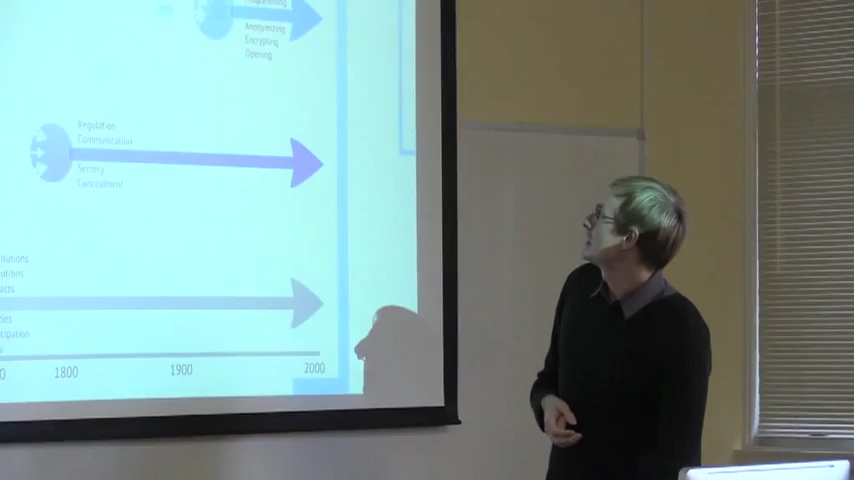 Programming
Anonymizing
Encrypting
Opening
Regulation
Communication
Secrecy
Concealment
1800
1900
2000